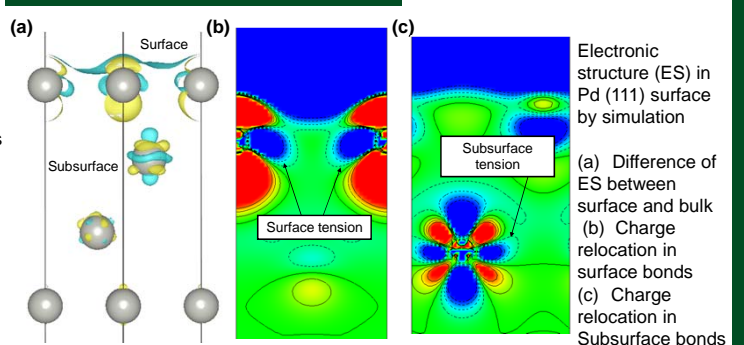 (a)
Surface
Subsurface
s
(b)
Surface tension
(c)
Subsurface
tension
Electronic
structure (ES) in
Pd (111) surface
by simulation
(a) Difference of
ES between
surface and bulk
(b) Charge
relocation in
surface bonds
(c) Charge
relocation in
Subsurface bonds